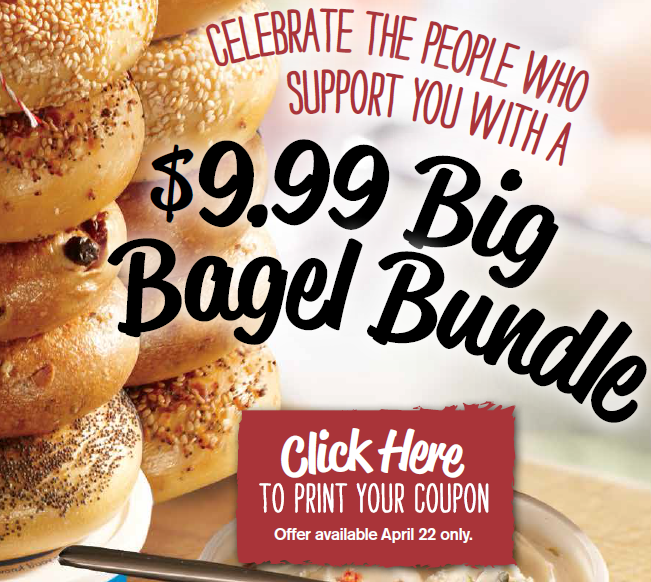 CELEBRATE THE PEOPLE WHO
SUPPORT YOU WITH A
$9.99 Big
Bagel Bundle
Click Here
TO PRINT YOUR COUPON
Offer available April 22 only.